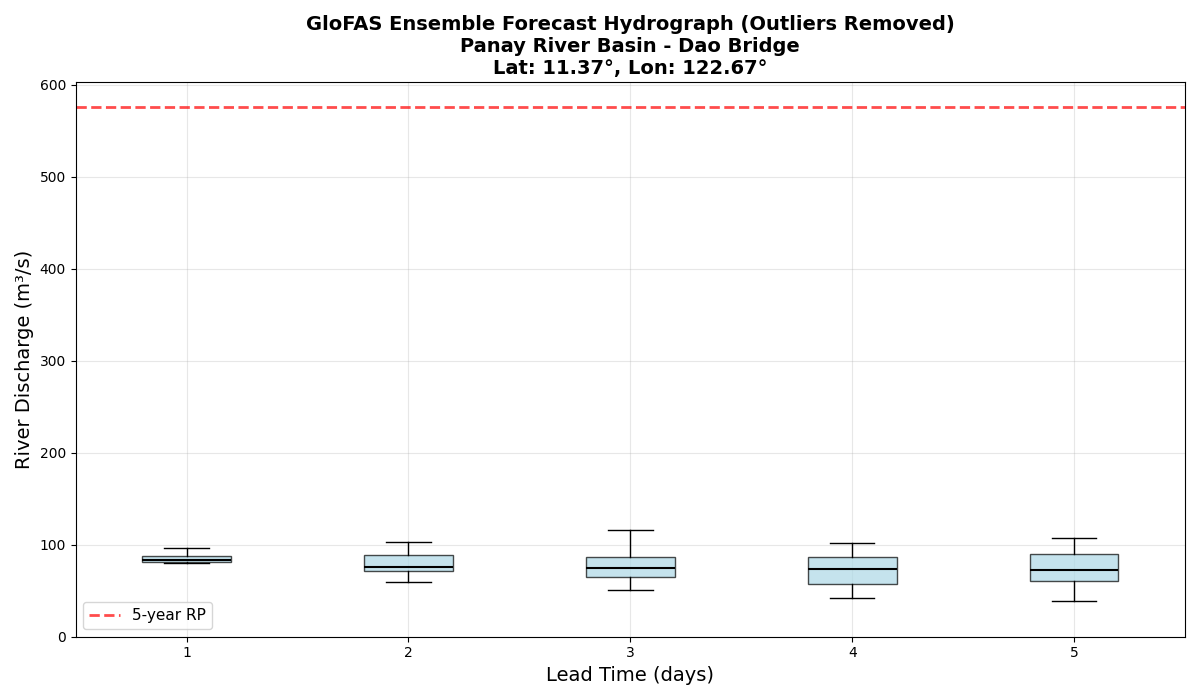 GloFAS Ensemble Forecast Hydrograph (Outliers Removed)
Panay River Basin - Dao Bridge
Lat: 11.37°, Lon: 122.67°
River Discharge (m³/s)
600
500
400
300
200
100
0
5-year RP
1 2 3 4 5
Lead Time (days)